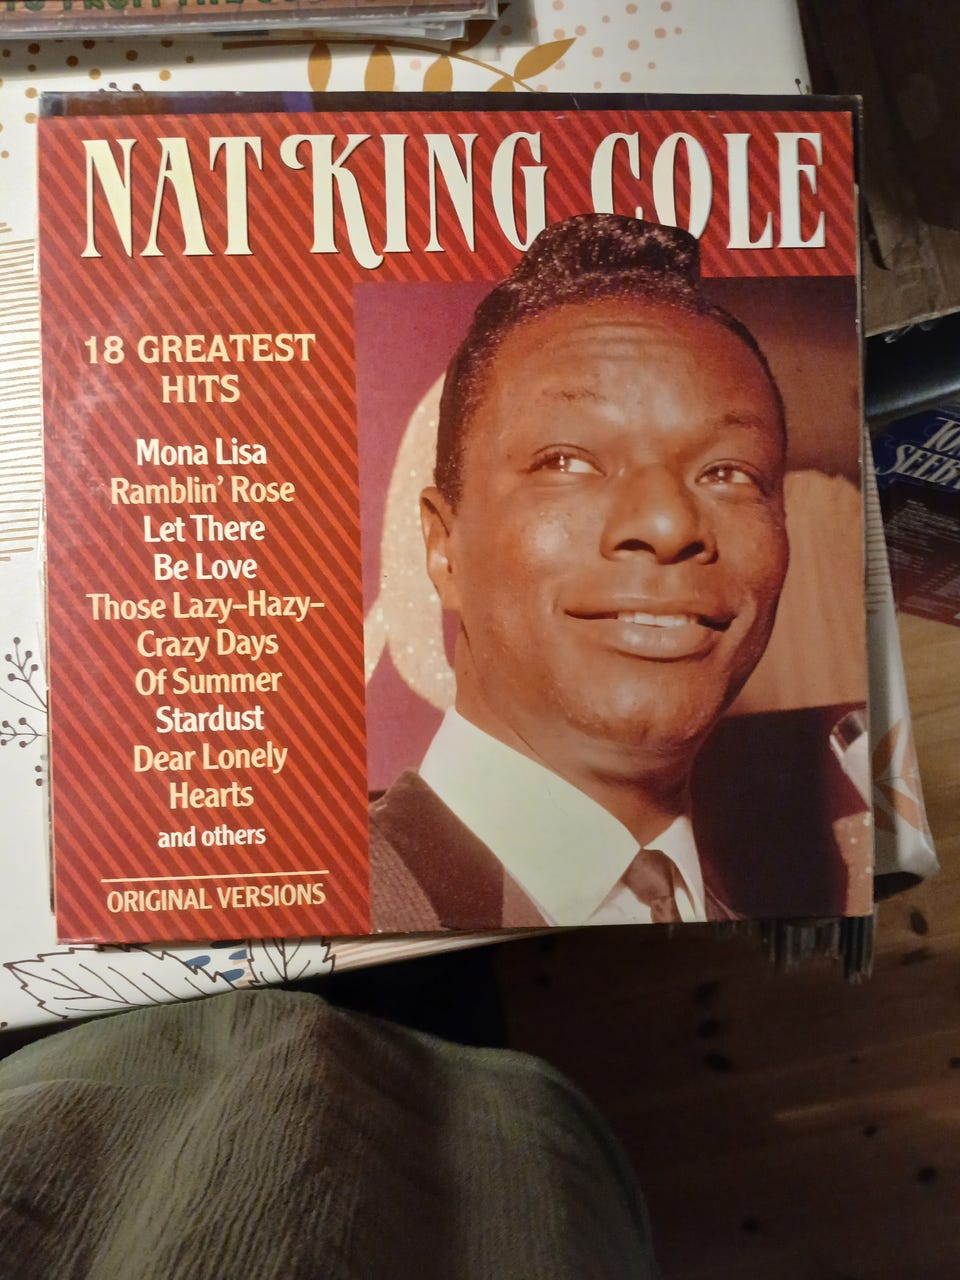 NAT KING COLE
18 GREATEST
HITS
Mona Lisa
Ramblin' Rose
Let There
Be Love
Those Lazy–Hazy–
Crazy Days
Of Summer
Stardust
Dear Lonely
Hearts
and others
ORIGINAL VERSIONS